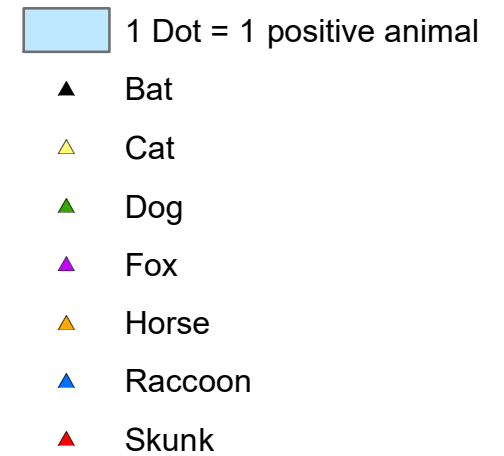 1 Dot = 1 positive animal
Bat
Cat
Dog
Fox
Horse
Raccoon
Skunk